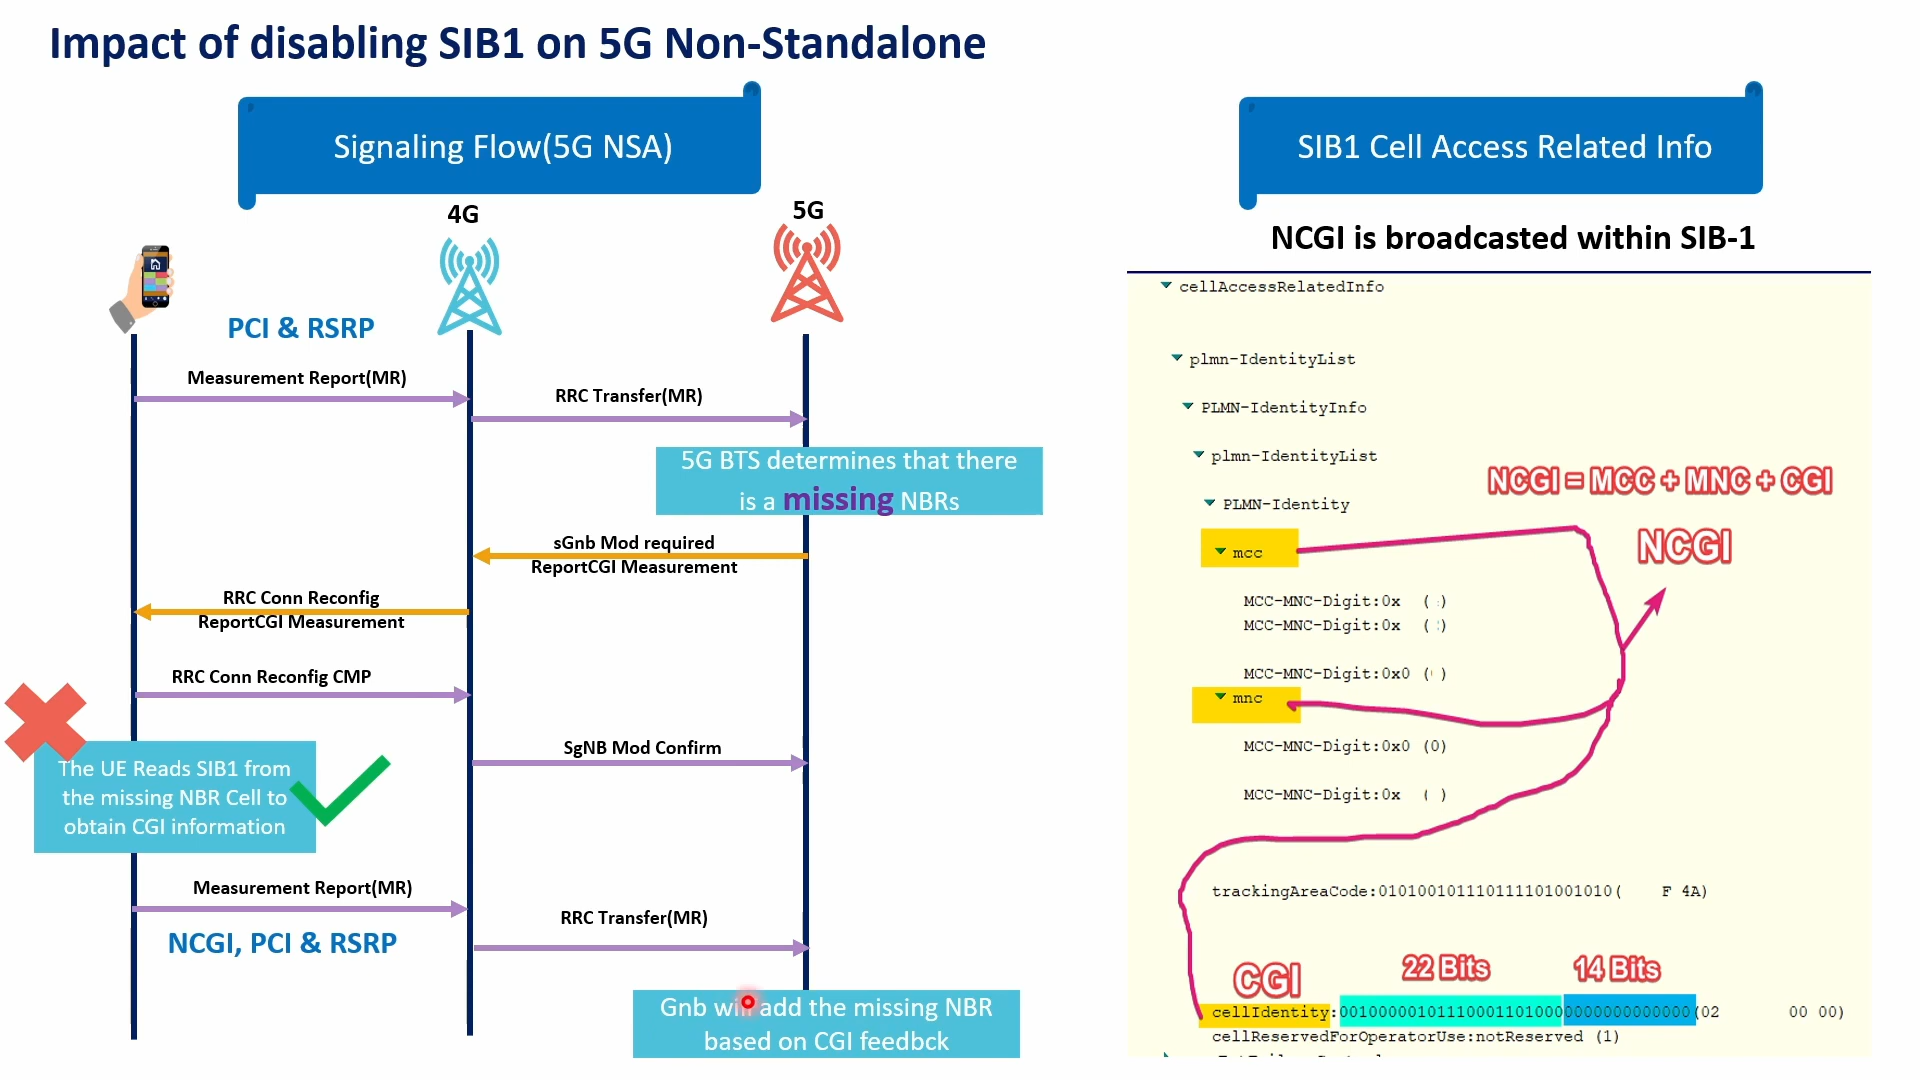 Impact of disabling SIB1 on 5G Non-Standalone
Signaling Flow(5G NSA)
4G
5G
PCI & RSRP
Measurement Report(MR)
RRC Transfer(MR)
5G BTS determines that there
is a missing NBRs
sGnb Mod required
ReportCGI Measurement
RRC Conn Reconfig
ReportCGI Measurement
RRC Conn Reconfig CMP
SgNB Mod Confirm
The UE Reads SIB1 from
the missing NBR Cell to
obtain CGI information
Measurement Report(MR)
RRC Transfer(MR)
NCGI, PCI & RSRP
Gnb will add the missing NBR
based on CGI feedbck
SIB1 Cell Access Related Info
NCGI is broadcasted within SIB-1
cellAccessRelatedInfo
plmn-IdentityList
PLMN-IdentityInfo
plmn-IdentityList
NCGI = MCC + MNC + CGI
PLMN-Identity
NCGI
mcc
MCC-MNC-Digit:0x ( )
MCC-MNC-Digit:0x ( )
MCC-MNC-Digit:0x0 ( )
mnc
MCC-MNC-Digit:0x0 (0)
MCC-MNC-Digit:0x ( )
trackingAreaCode:010100101110111101001010( F 4A)
CGI
22 Bits
14 Bits
cellIdentity:001000001011100011010000000000000000(02 00 00)
cellReservedForOperatorUse:notReserved (1)